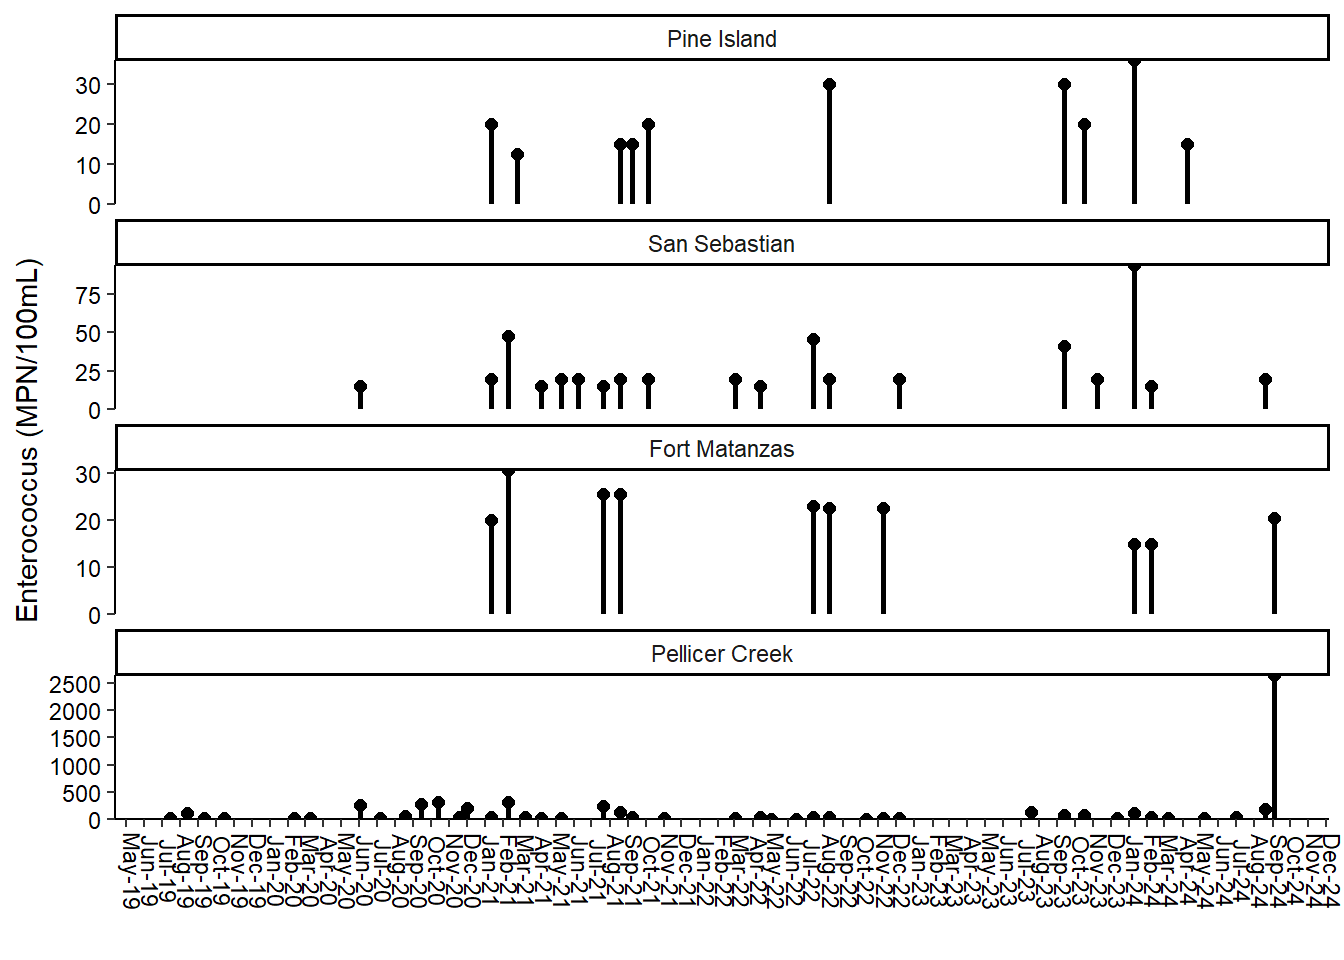 Enterococcus (MPN/100mL)
Pine Island
30
20
10
0
San Sebastian
75
50
25
0
Fort Matanzas
30
20
10
0
Pellicer Creek
2500
2000
1500
1000
500
0
May-19
Jun-19
Jul-19
Aug-19
Sep-19
Oct-19
Nov-19
Dec-19
Jan-20
Feb-20
Mar-20
Apr-20
May-20
Jun-20
Jul-20
Aug-20
Sep-20
Oct-20
Nov-20
Dec-20
Jan-21
Feb-21
Mar-21
Apr-21
May-21
Jun-21
Jul-21
Aug-21
Sep-21
Oct-21
Nov-21
Dec-21
Jan-22
Feb-22
Mar-22
Apr-22
May-22
Jun-22
Jul-22
Aug-22
Sep-22
Oct-22
Nov-22
Dec-22
Jan-23
Feb-23
Mar-23
Apr-23
May-23
Jun-23
Jul-23
Aug-23
Sep-23
Oct-23
Nov-23
Dec-23
Jan-24
Feb-24
Mar-24
Apr-24
May-24
Jun-24
Jul-24
Aug-24
Sep-24
Oct-24
Nov-24
Dec-24